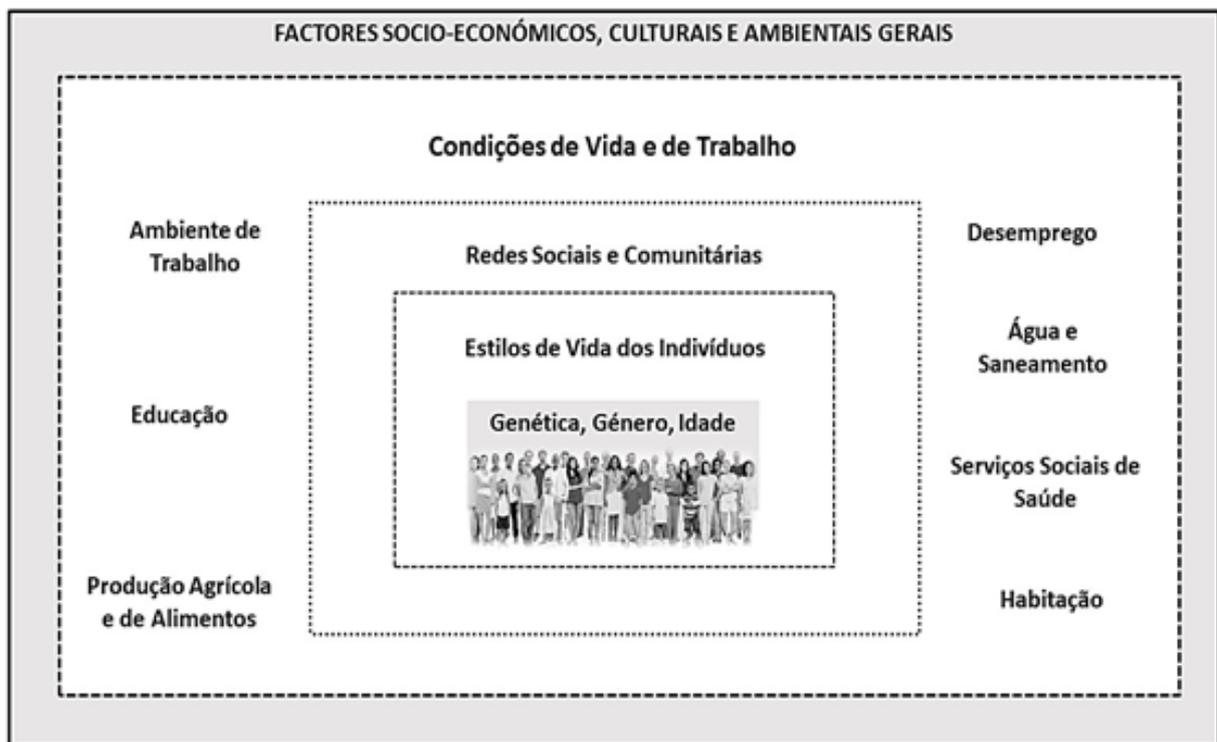 FACTORES SOCIO-ECONÓMICOS, CULTURAIS E AMBIENTAIS GERAIS
Condições de Vida e de Trabalho
Ambiente de
Trabalho
Educação
Produção Agrícola
e de Alimentos
Redes Sociais e Comunitárias
Estilos de Vida dos Indivíduos
Genética, Género, Idade
Desemprego
Água e
Saneamento
Serviços Sociais de
Saúde
Habitação